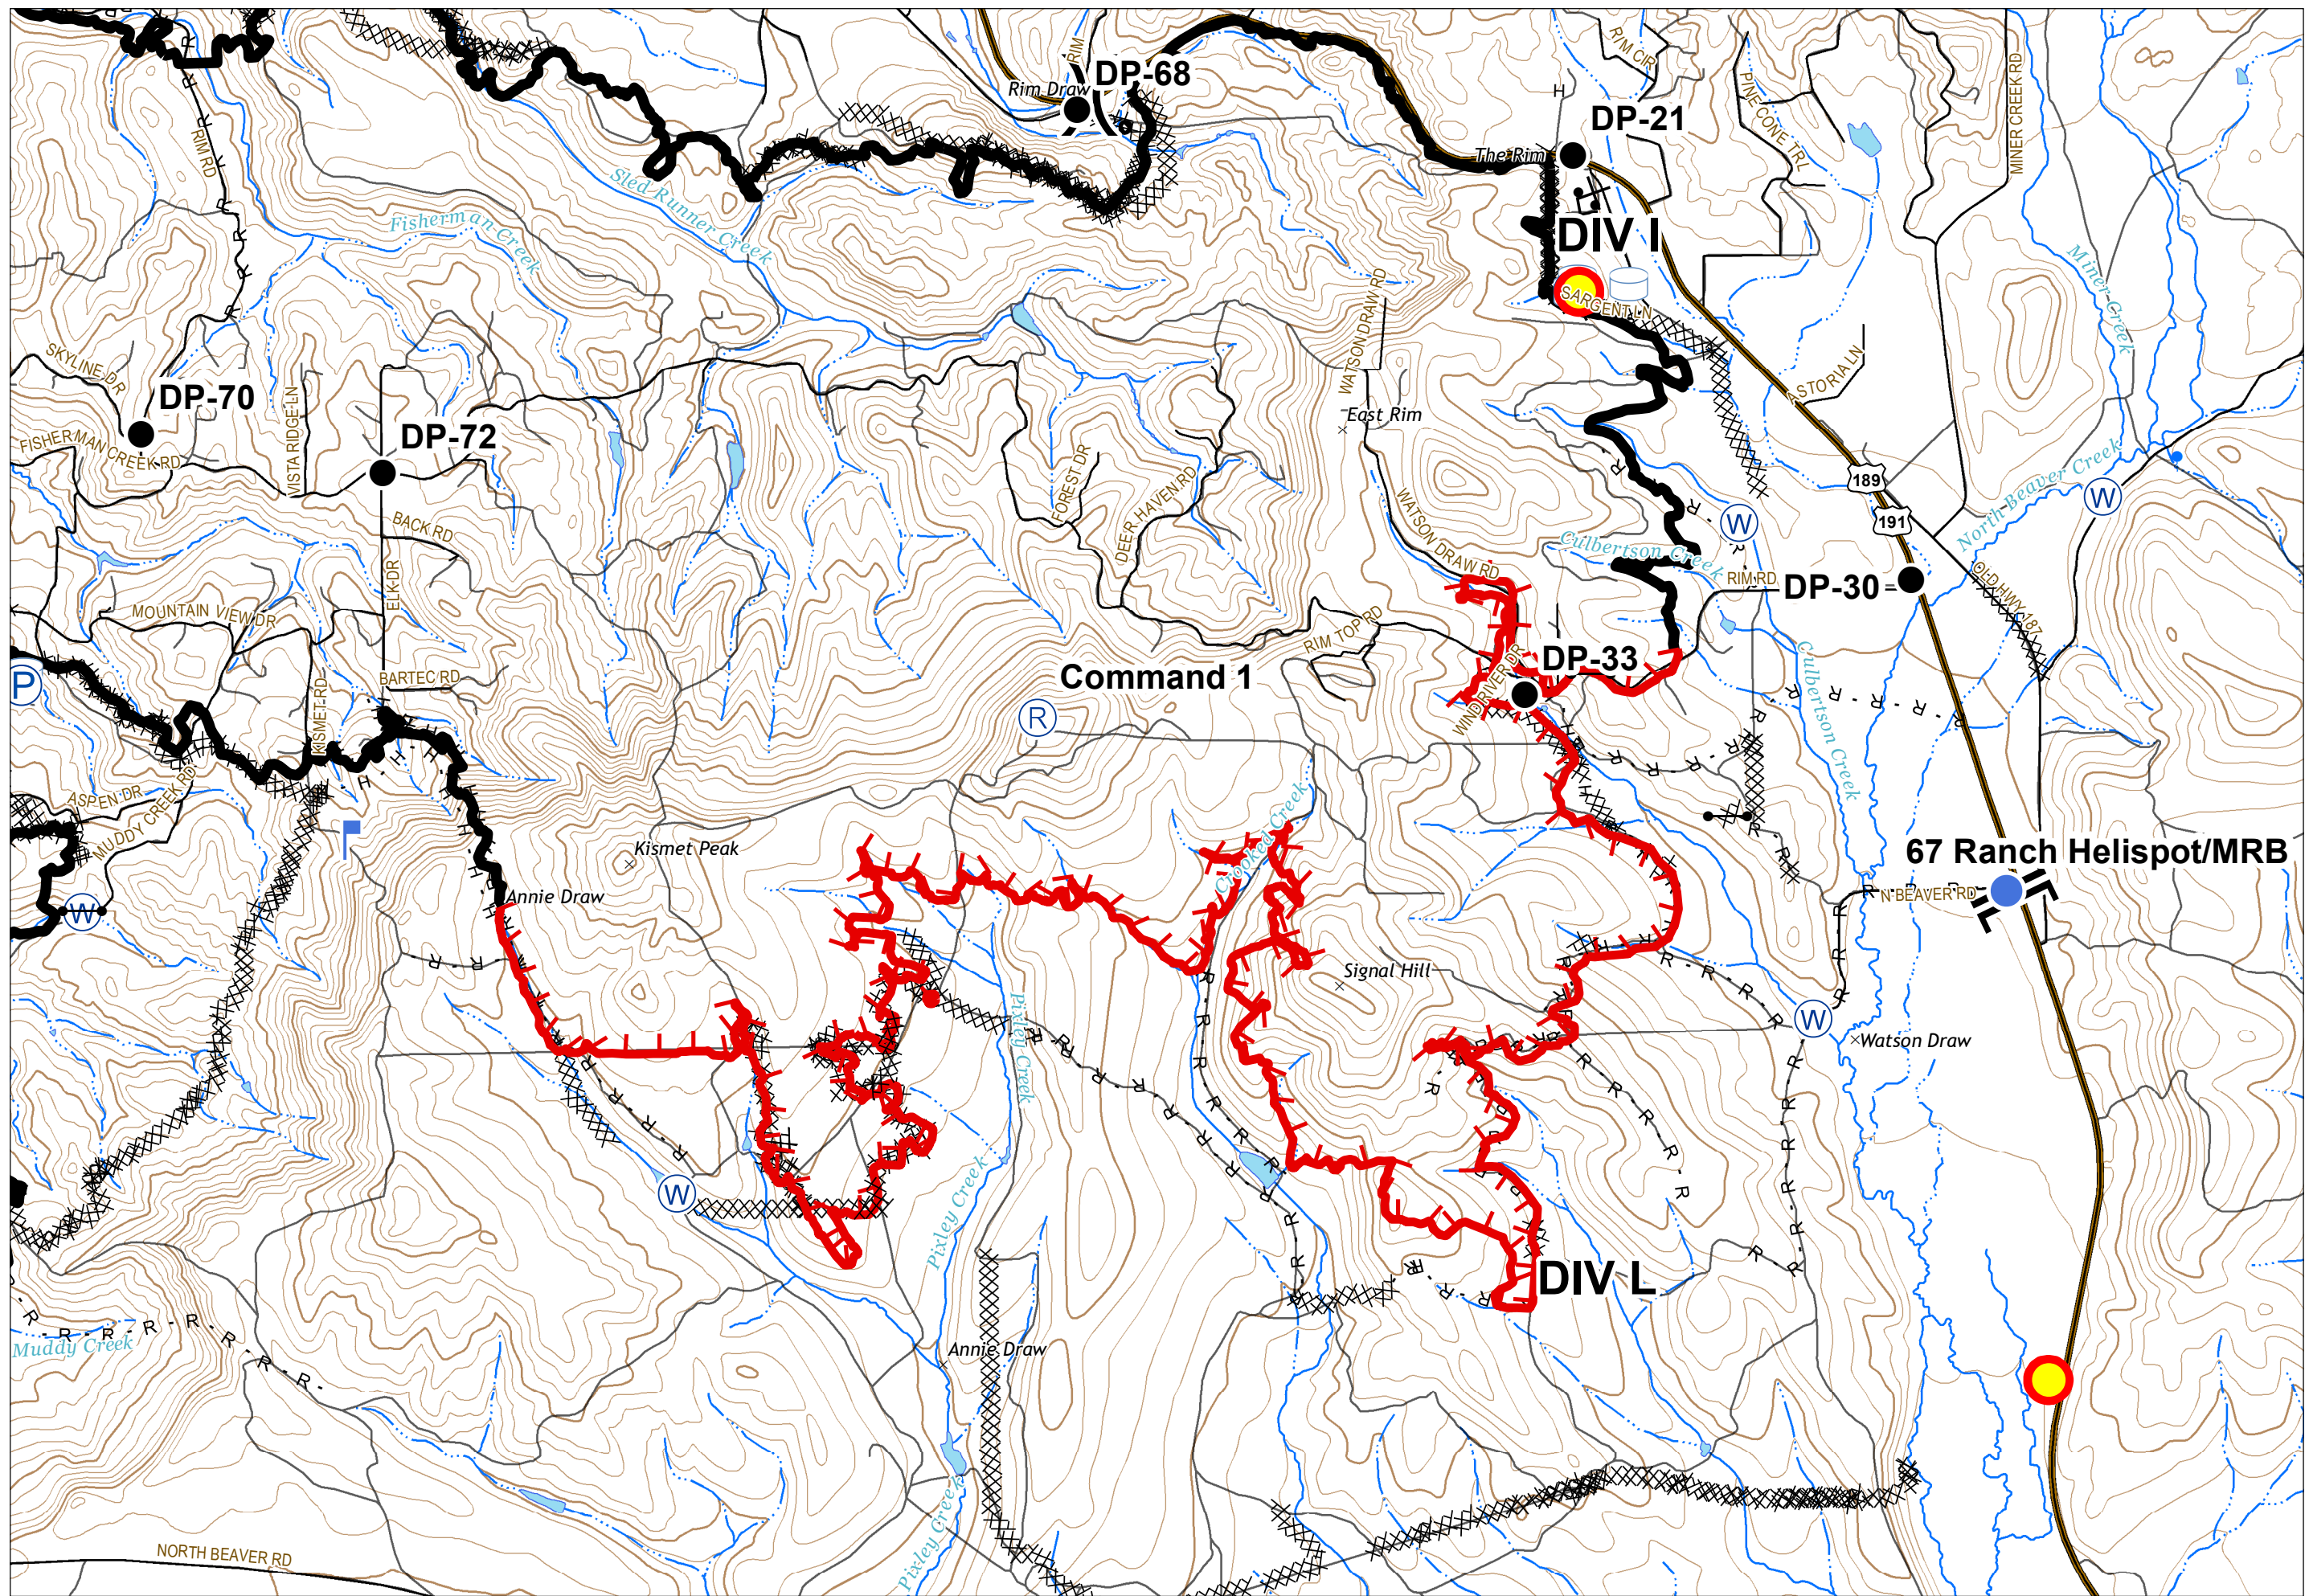 RIM
DP-68
Rim Draw
R/M CIR
H
DP-21
PINE CONE TRL
MINER CREEK RD
The Rim
RIM RD
Sled Runner Creek
Fisherman Creek
DIV I
Miner Creek
SARGENT LN
WATSON DRAW RD
SKYLINE DR
DP-70
VISTA RIDGE LN
DP-72
ASTORIA LN
East Rim
FISHERMAN CREEK RD
FOREST DR
DEER HAVEN RD
189
191
W
W
North Beaver Creek
BACK RD
WATSON DRAW RD
Culbertson Creek
RIM RD
DP-30
OLD HWY 187
ELK DR
MOUNTAIN VIEW DR
RIM TOP RD
DP-33
P
BARTEC RD
Command 1
R
WIND RIVER DR
KISMET RD
Culbertson Creek
ASPEN DR
MUDDY CREEK RD
Kismet Peak
Crooked Creek
67 Ranch Helispot/MRB
N BEAVER RD
Annie Draw
W
Signal Hill
Pixley Creek
W
Watson Draw
W
Pixley Creek
DIV L
Muddy Creek
Annie Draw
Pixley Creek
NORTH BEAVER RD